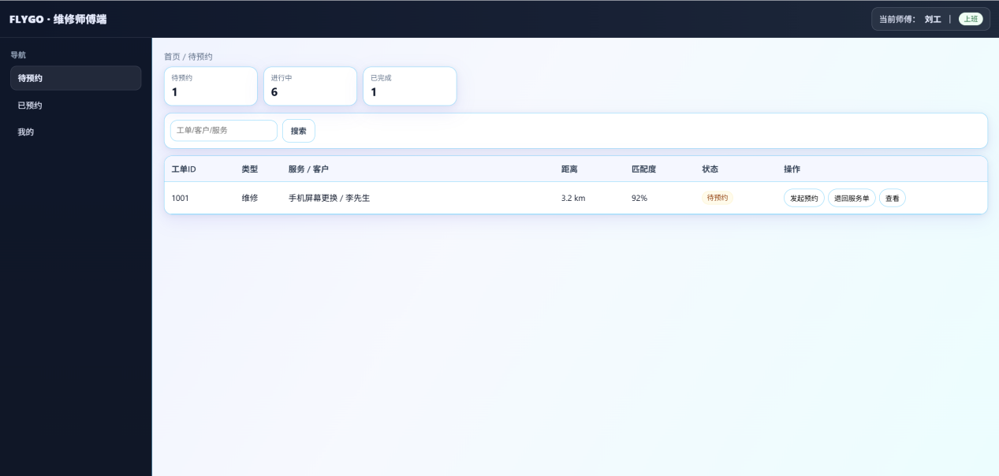 FLYGO · 维修师傅端
当前师傅： 刘工 | 上班
导航
待预约
已预约
我的
首页 / 待预约
待预约
1
进行中
6
已完成
1
工单/客户/服务 搜索
工单ID 类型 服务 / 客户 距离 匹配度 状态 操作
1001 维修 手机屏幕更换 / 李先生 3.2 km 92% 待预约 发起预约 退回服务单 查看